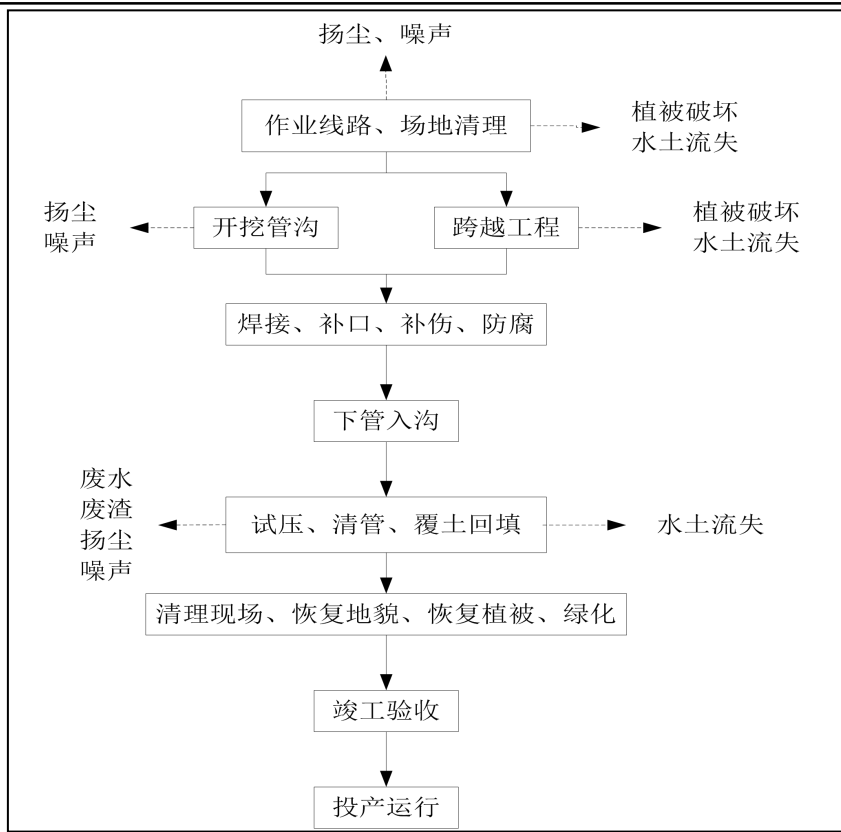 扬尘、噪声
作业线路、场地清理
植被破坏
水土流失
扬尘
噪声
开挖管沟
跨越工程
植被破坏
水土流失
焊接、补口、补伤、防腐
下管入沟
废水
废渣
扬尘
噪声
试压、清管、覆土回填
水土流失
清理现场、恢复地貌、恢复植被、绿化
竣工验收
投产运行